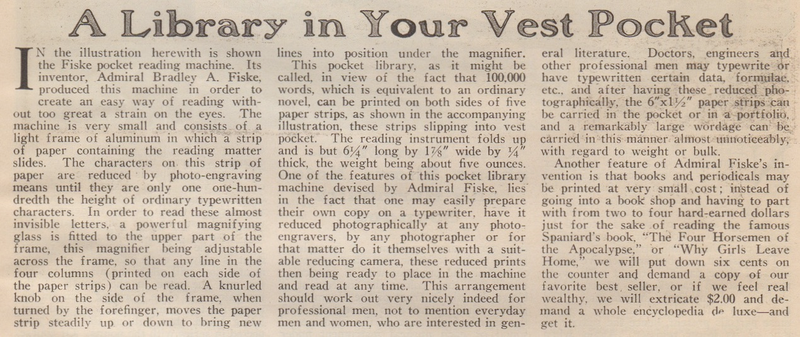 A Library in Your Vest Pocket
IN the illustration herewith is shown
the Fiske pocket reading machine. Its
inventor, Admiral Bradley A. Fiske,
produced this machine in order to
create an easy way of reading with-
out too great a strain on the eyes. The
machine is very small and consists of a
light frame of aluminum in which a strip
of paper containing the reading matter
slides. The characters on this strip of
paper are reduced by photo-engraving
means until they are only one one-hun-
dredth the height of ordinary typewritten
characters. In order to read these almost
invisible letters, a powerful magnifying
glass is fitted to the upper part of the
frame, this magnifier being adjustable
across the frame, so that any line in the
four columns (printed on each side of
the paper strips) can be read. A knurled
knob on the side of the frame, when
turned by the forefinger, moves the paper
strip steadily up or down to bring new
lines into position under the magnifier.
This pocket library, as it might be
called, in view of the fact that 100,000
words, which is equivalent to an ordinary
novel, can be printed on both sides of five
paper strips, as shown in the accompanying
illustration, these strips slipping into vest
pocket. The reading instrument folds up
and is but 6¼" long by 1⅞" wide by ¼"
thick, the weight being about five ounces.
One of the features of this pocket library
machine devised by Admiral Fiske, lies
in the fact that one may easily prepare
their own copy on a typewriter, have it
reduced photographically at any photo-
engravers, by any photographer or for
that matter do it themselves with a suit-
able reducing camera, these reduced prints
then being ready to place in the machine
and read at any time. This arrangement
should work out very nicely indeed for
professional men, not to mention everyday
men and women, who are interested in gen-
eral literature. Doctors, engineers and
other professional men may typewrite or
have typewritten certain data, formulae,
etc., and after having these reduced pho-
tographically, the 6"x1½" paper strips can
be carried in the pocket or in a portfolio,
and a remarkably large wordage can be
carried in this manner almost unnoticeably,
with regard to weight or bulk.
Another feature of Admiral Fiske's in-
vention is that books and periodicals may
be printed at very small cost; instead of
going into a book shop and having to part
with from two to four hard-earned dollars
just for the sake of reading the famous
Spaniard's book, "The Four Horsemen of
the Apocalypse," or "Why Girls Leave
Home," we will put down six cents on
the counter and demand a copy of our
favorite best seller, or if we feel real
wealthy, we will extricate $2.00 and de-
mand a whole encyclopedia de luxe—and
get it.